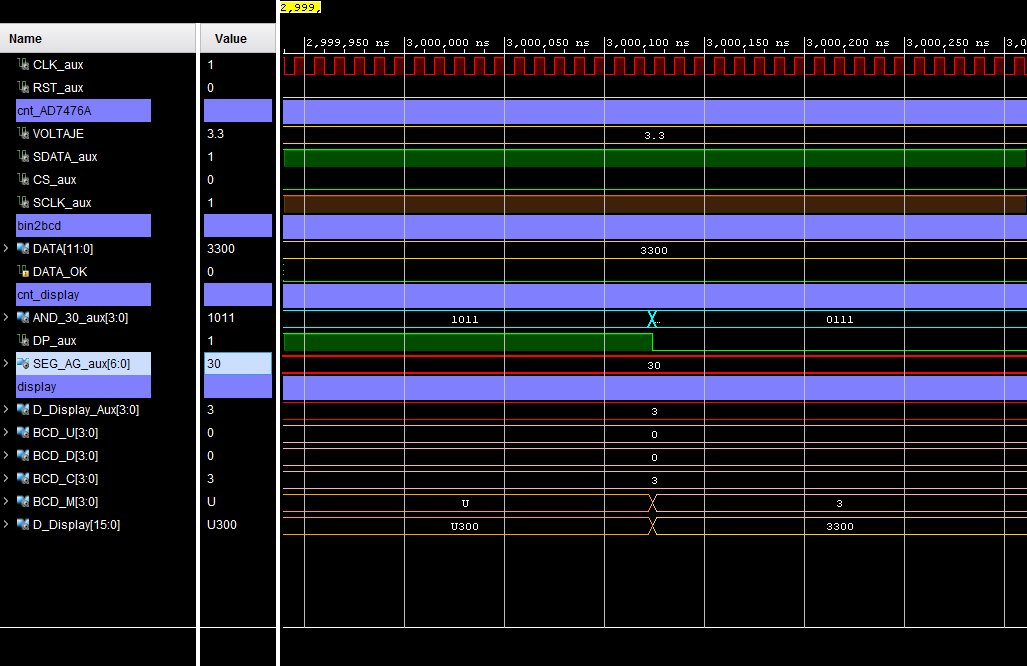 2,999,
Name Value
2,999,950 ns 3,000,000 ns 3,000,050 ns 3,000,100 ns 3,000,150 ns 3,000,200 ns 3,000,250 ns 3,0
CLK_aux 1
RST_aux 0
cnt_AD7476A
VOLTAJE 3.3 3.3
SDATA_aux 1
CS_aux 0
SCLK_aux 1
bin2bcd
DATA[11:0] 3300 3300
DATA_OK 0
cnt_display
AND_30_aux[3:0] 1011 1011 .. 0111
DP_aux 1
SEG_AG_aux[6:0] 30 30
display
D_Display_Aux[3:0] 3 3
BCD_U[3:0] 0 0
BCD_D[3:0] 0 0
BCD_C[3:0] 3 3
BCD_M[3:0] U U 3
D_Display[15:0] U300 U300 3300